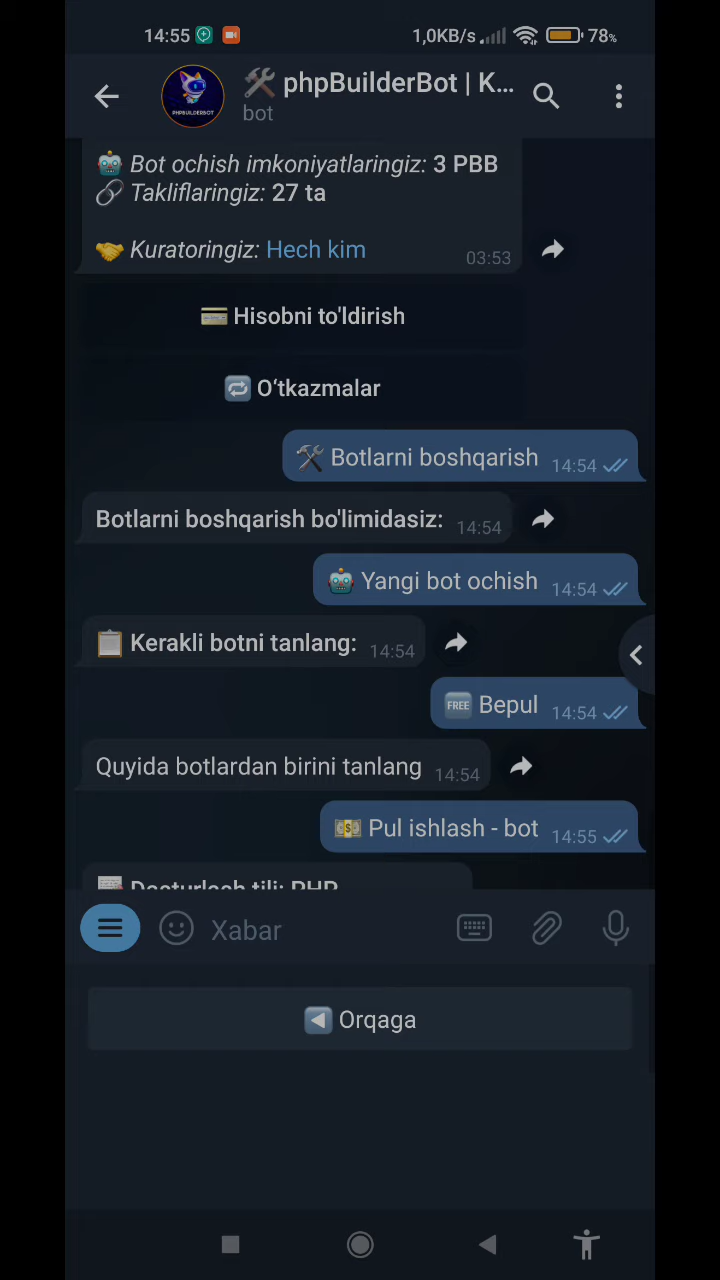 14:55
1,0KB/s
78%
PHPBUILDERBOT
🛠 phpBuilderBot | K...
bot
🤖 Bot ochish imkoniyatlaringiz: 3 PBB
🔗 Takliflaringiz: 27 ta
🤝 Kuratoringiz: Hech kim
03:53
💳 Hisobni to'ldirish
🔁 O‘tkazmalar
🛠 Botlarni boshqarish 14:54
Botlarni boshqarish bo'limidasiz: 14:54
🤖 Yangi bot ochish 14:54
📋 Kerakli botni tanlang: 14:54
🆓 Bepul 14:54
Quyida botlardan birini tanlang 14:54
💵 Pul ishlash - bot 14:55
📝 Dasturlash tili: PHP
Xabar
◀️ Orqaga